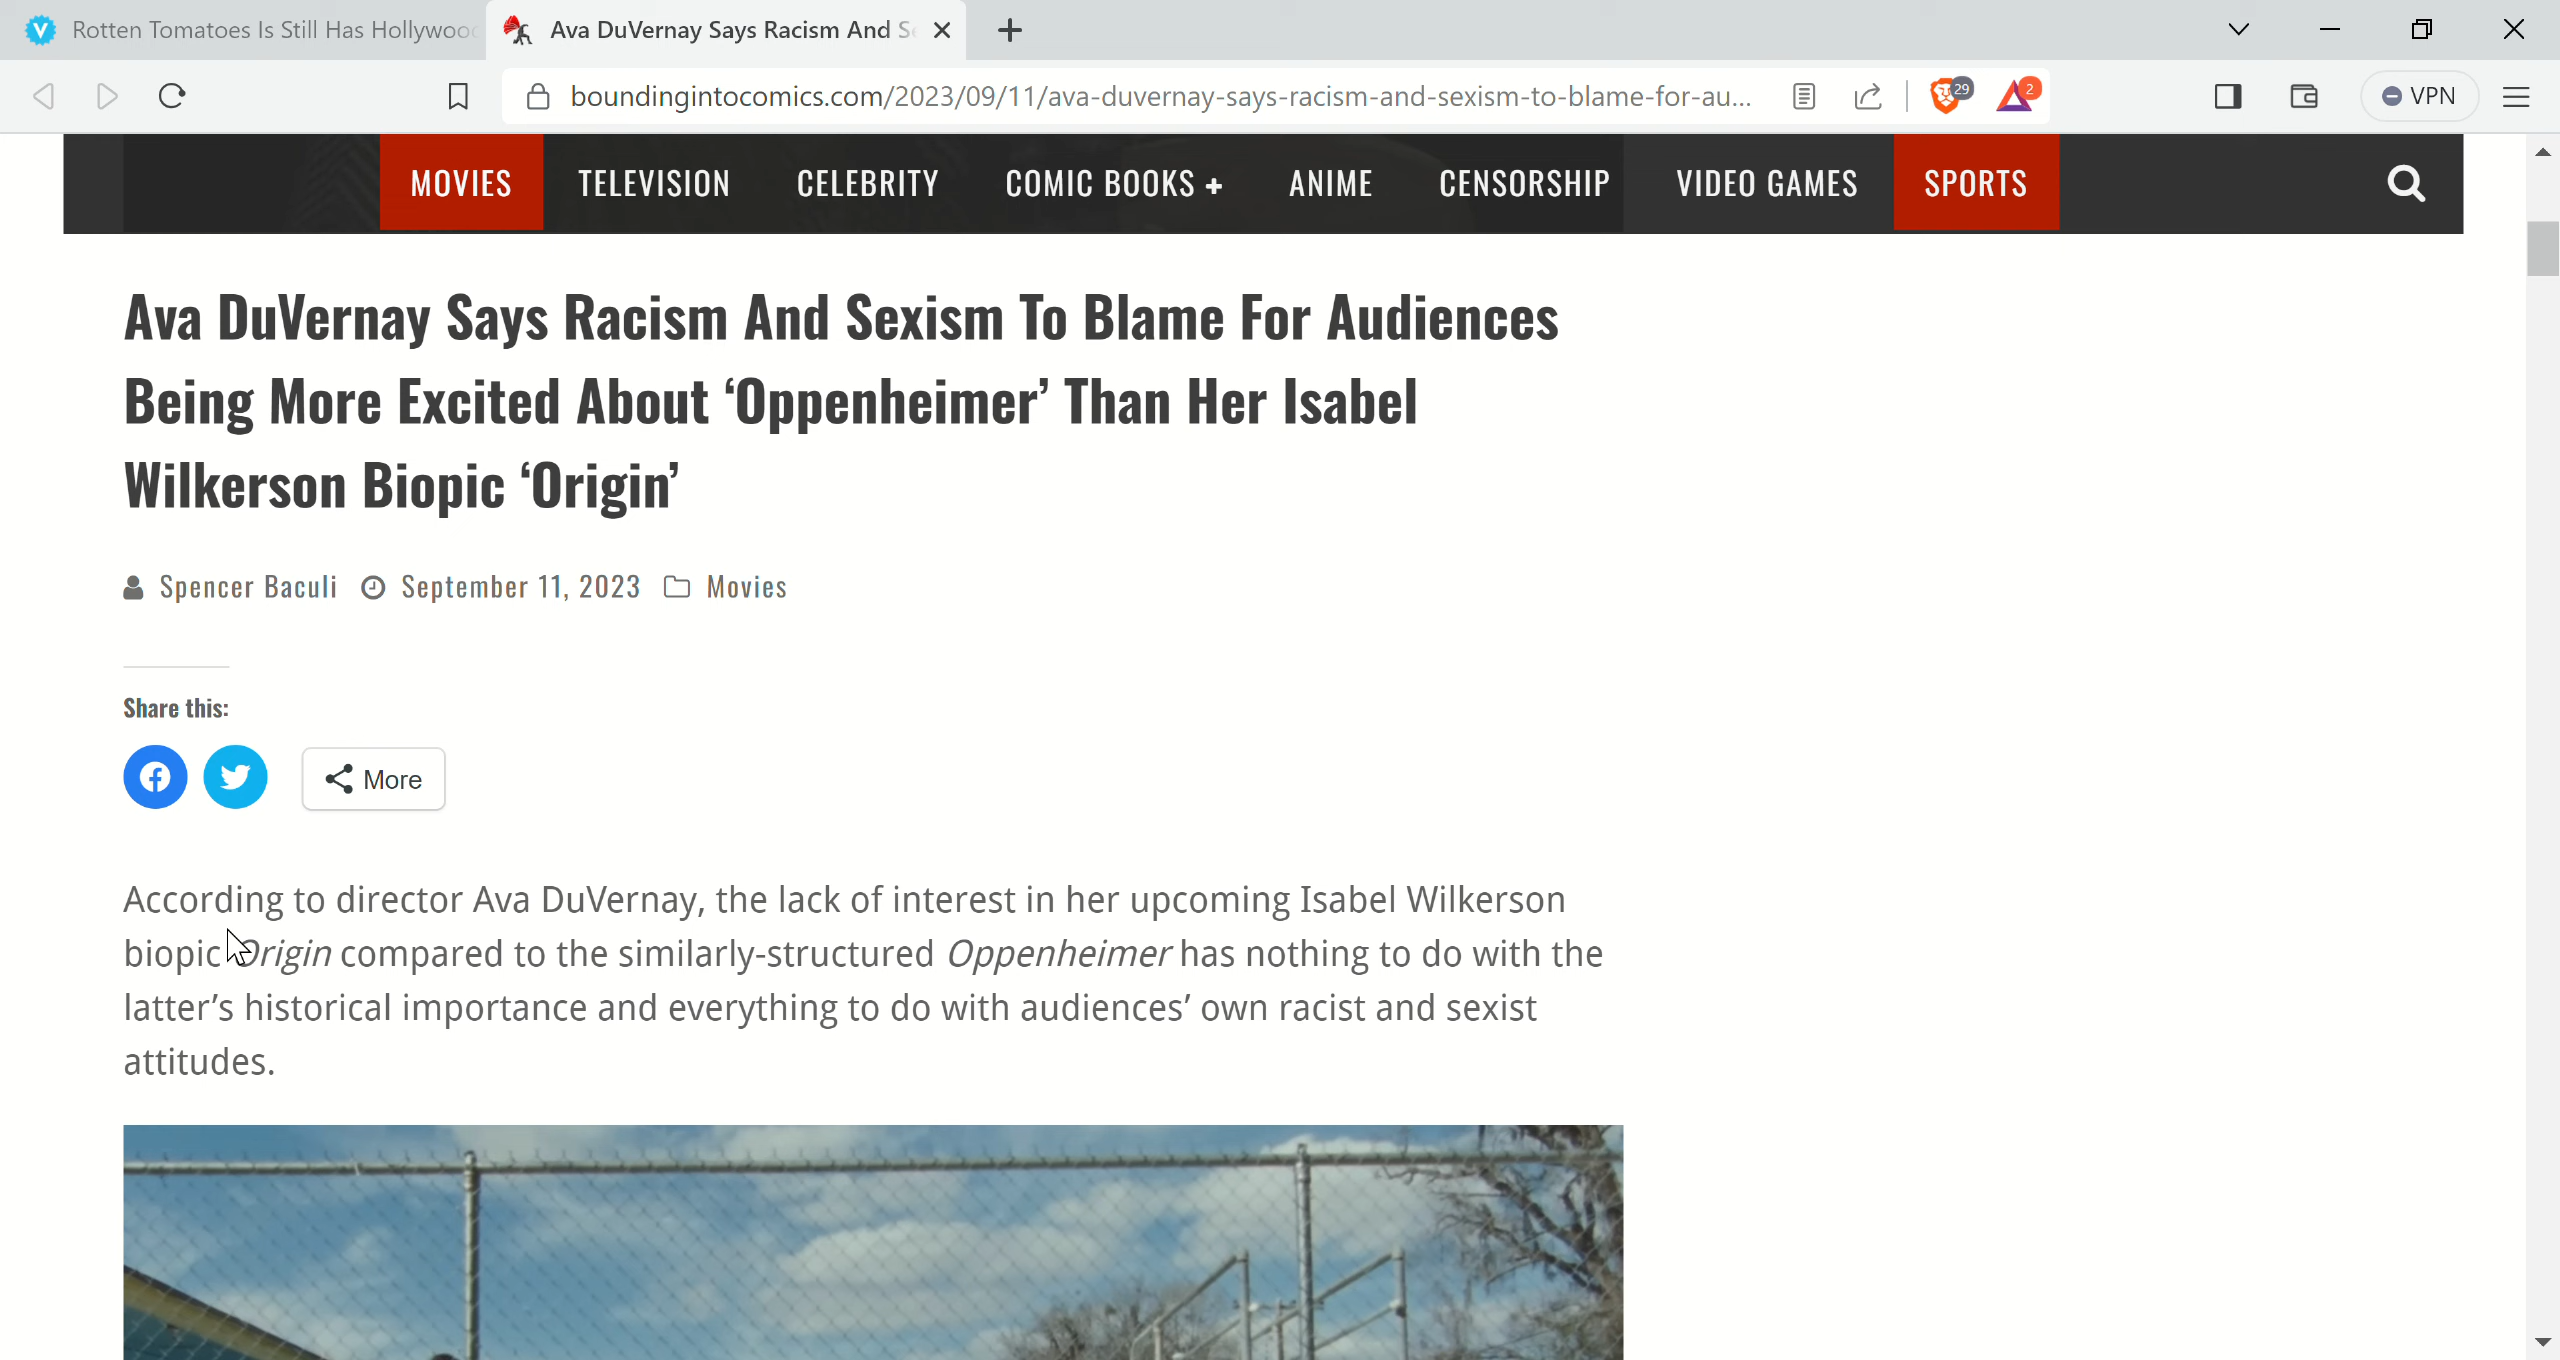 Rotten Tomatoes Is Still Has Hollywoo
Ava DuVernay Says Racism And S
boundingintocomics.com/2023/09/11/ava-duvernay-says-racism-and-sexism-to-blame-for-au...
29
2
VPN
MOVIES TELEVISION CELEBRITY COMIC BOOKS + ANIME CENSORSHIP VIDEO GAMES SPORTS
Ava DuVernay Says Racism And Sexism To Blame For Audiences
Being More Excited About ‘Oppenheimer’ Than Her Isabel
Wilkerson Biopic ‘Origin’
Spencer Baculi September 11, 2023 Movies
Share this:
More
According to director Ava DuVernay, the lack of interest in her upcoming Isabel Wilkerson
biopic Origin compared to the similarly-structured Oppenheimer has nothing to do with the
latter’s historical importance and everything to do with audiences’ own racist and sexist
attitudes.